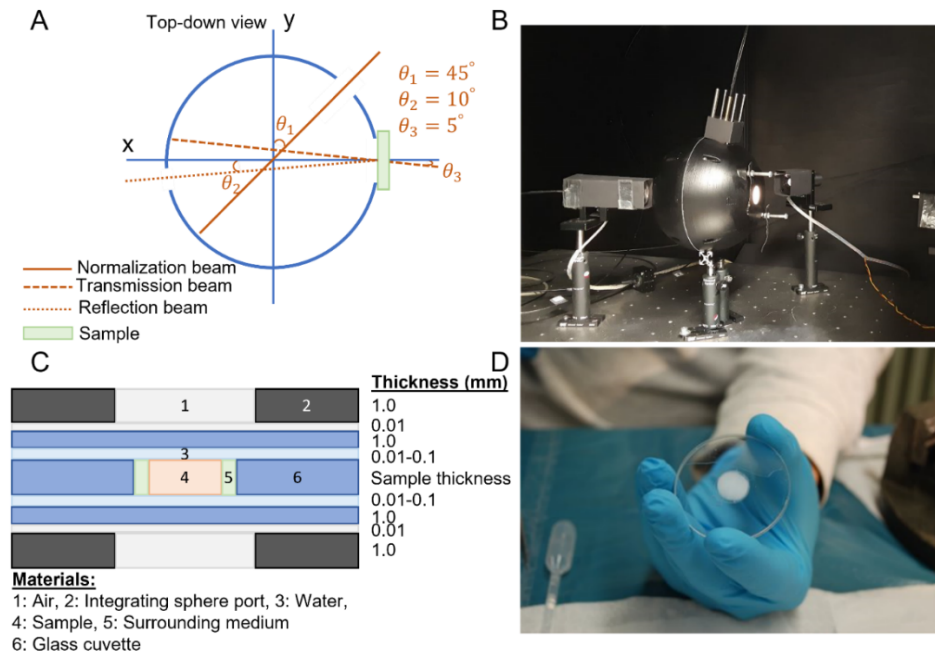 A
Top-down view
y
B
θ₁ = 45°
θ₂ = 10°
θ₃ = 5°
θ₁
x
θ₂
θ₃
Normalization beam
Transmission beam
Reflection beam
Sample
C
Thickness (mm)
D
1
2
1.0
0.01
1.0
3
0.01-0.1
4
5
6
Sample thickness
0.01-0.1
1.0
0.01
1.0
Materials:
1: Air, 2: Integrating sphere port, 3: Water,
4: Sample, 5: Surrounding medium
6: Glass cuvette